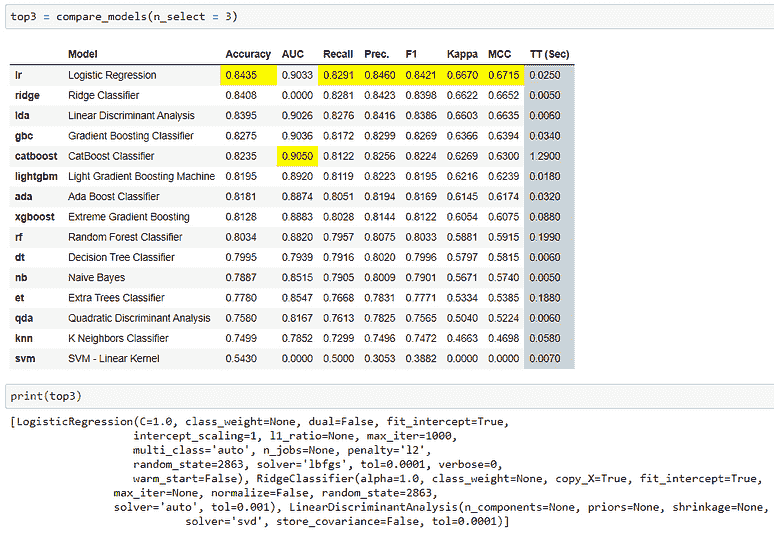 top3 = compare_models(n_select = 3)
Model Accuracy AUC Recall Prec. F1 Kappa MCC TT (Sec)
lr Logistic Regression 0.8435 0.9033 0.8291 0.8460 0.8421 0.6670 0.6715 0.0250
ridge Ridge Classifier 0.8408 0.0000 0.8281 0.8423 0.8398 0.6622 0.6652 0.0050
lda Linear Discriminant Analysis 0.8395 0.9026 0.8276 0.8416 0.8386 0.6603 0.6635 0.0060
gbc Gradient Boosting Classifier 0.8275 0.9036 0.8172 0.8299 0.8269 0.6366 0.6394 0.0340
catboost CatBoost Classifier 0.8235 0.9050 0.8122 0.8256 0.8224 0.6269 0.6300 1.2900
lightgbm Light Gradient Boosting Machine 0.8195 0.8920 0.8119 0.8223 0.8195 0.6216 0.6239 0.0180
ada Ada Boost Classifier 0.8181 0.8874 0.8051 0.8194 0.8169 0.6145 0.6174 0.0320
xgboost Extreme Gradient Boosting 0.8128 0.8883 0.8028 0.8144 0.8122 0.6054 0.6075 0.0880
rf Random Forest Classifier 0.8034 0.8820 0.7957 0.8075 0.8033 0.5881 0.5915 0.1990
dt Decision Tree Classifier 0.7995 0.7939 0.7916 0.8020 0.7996 0.5797 0.5815 0.0060
nb Naive Bayes 0.7887 0.8515 0.7905 0.8009 0.7901 0.5671 0.5740 0.0050
et Extra Trees Classifier 0.7780 0.8547 0.7668 0.7831 0.7771 0.5334 0.5385 0.1880
qda Quadratic Discriminant Analysis 0.7580 0.8167 0.7613 0.7825 0.7565 0.5040 0.5224 0.0060
knn K Neighbors Classifier 0.7499 0.7852 0.7299 0.7496 0.7472 0.4663 0.4698 0.0580
svm SVM - Linear Kernel 0.5430 0.0000 0.5000 0.3053 0.3882 0.0000 0.0000 0.0070
print(top3)
[LogisticRegression(C=1.0, class_weight=None, dual=False, fit_intercept=True,
intercept_scaling=1, l1_ratio=None, max_iter=1000,
multi_class='auto', n_jobs=None, penalty='l2',
random_state=2863, solver='lbfgs', tol=0.0001, verbose=0,
warm_start=False), RidgeClassifier(alpha=1.0, class_weight=None, copy_X=True, fit_intercept=True,
max_iter=None, normalize=False, random_state=2863,
solver='auto', tol=0.001), LinearDiscriminantAnalysis(n_components=None, priors=None, shrinkage=None,
solver='svd', store_covariance=False, tol=0.0001)]